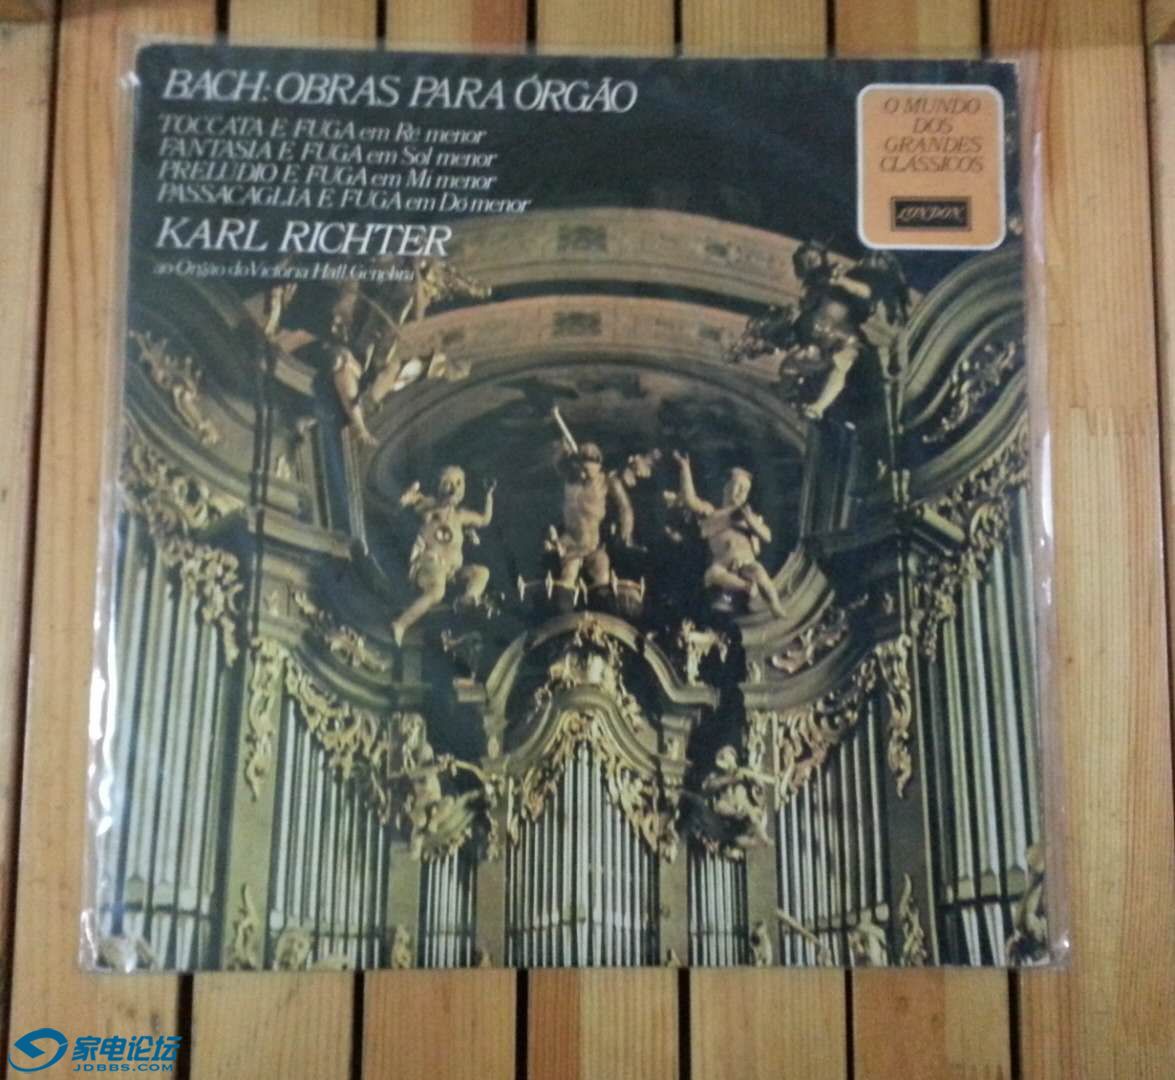 BACH: OBRAS PARA ÓRGÃO
TOCCATA E FUGA em Ré menor
FANTASIA E FUGA em Sol menor
PRELUDIO E FUGA em Mi menor
PASSACAGLIA E FUGA em Dó menor
KARL RICHTER
ao Órgão do Victoria Hall, Genebra
O MUNDO
DOS
GRANDES
CLÁSSICOS
LONDON
家电论坛
JDBBS.COM